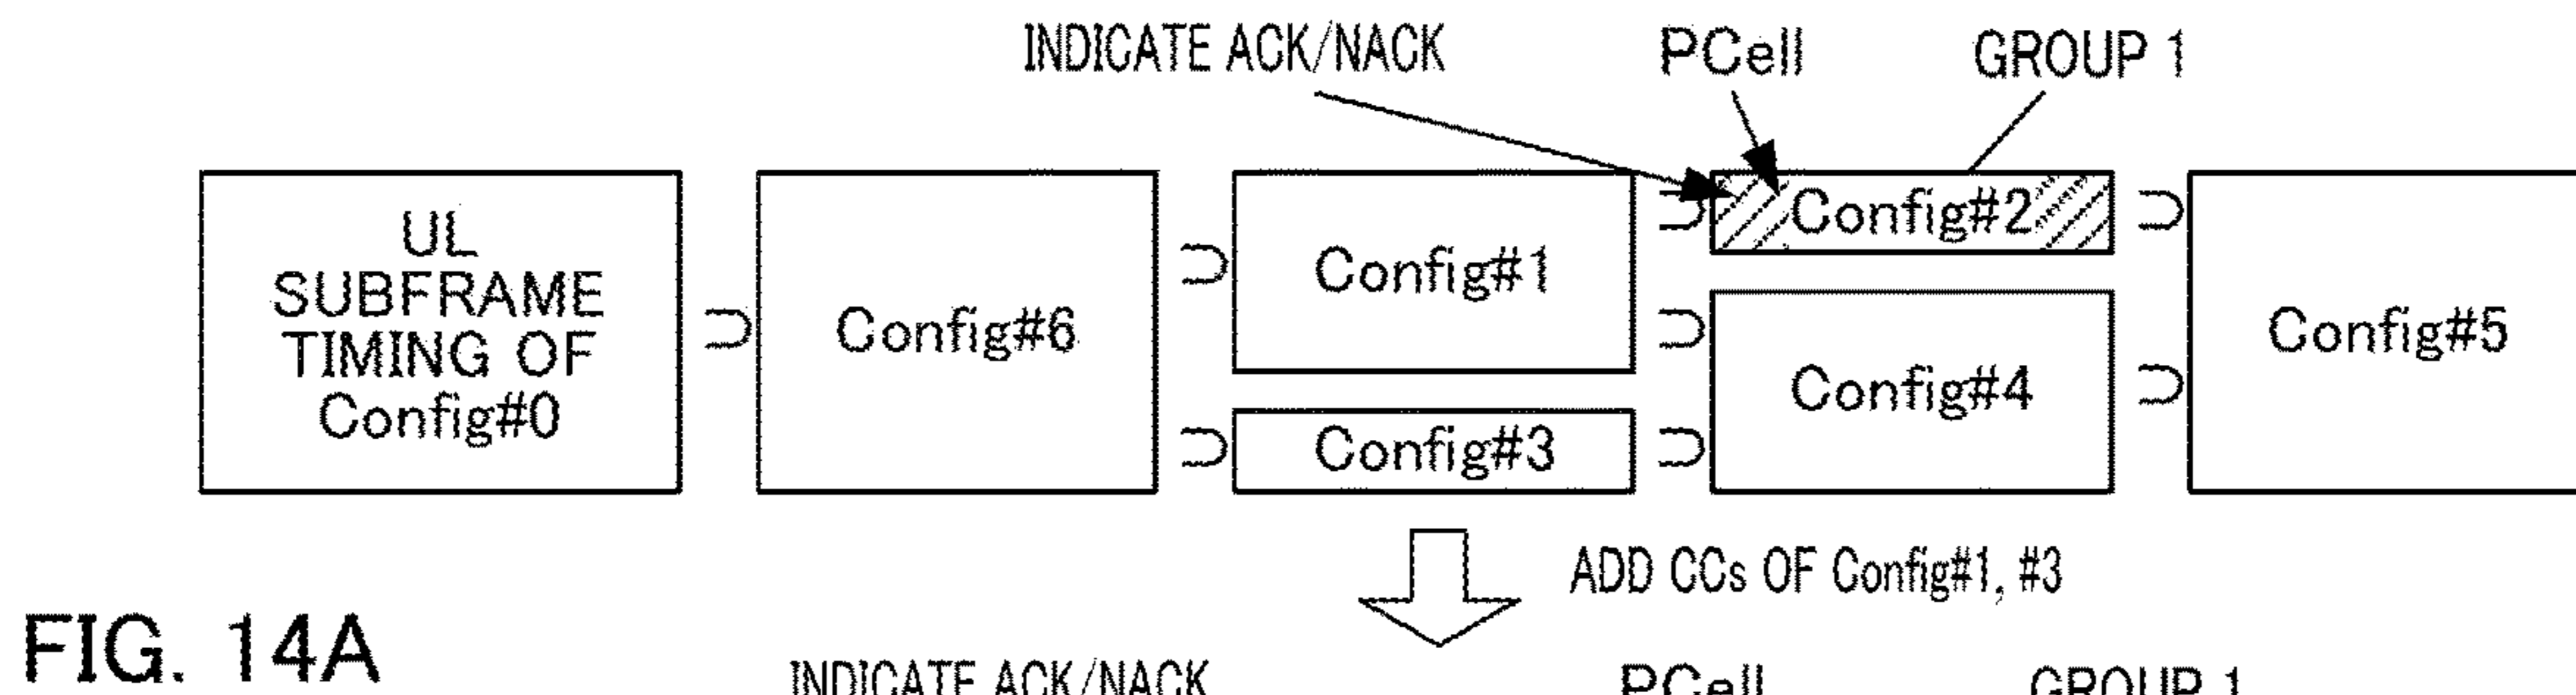 INDICATE ACK/NACK
PCell
GROUP 1
UL
SUBFRAME
TIMING OF
Config#0
⊃
Config#6
⊃
Config#1
⊃
Config#2
⊃
Config#5
⊃
Config#3
⊃
⊃
Config#4
⊃
ADD CCs OF Config#1, #3
FIG. 14A
INDICATE ACK/NACK
PCell
GROUP 1